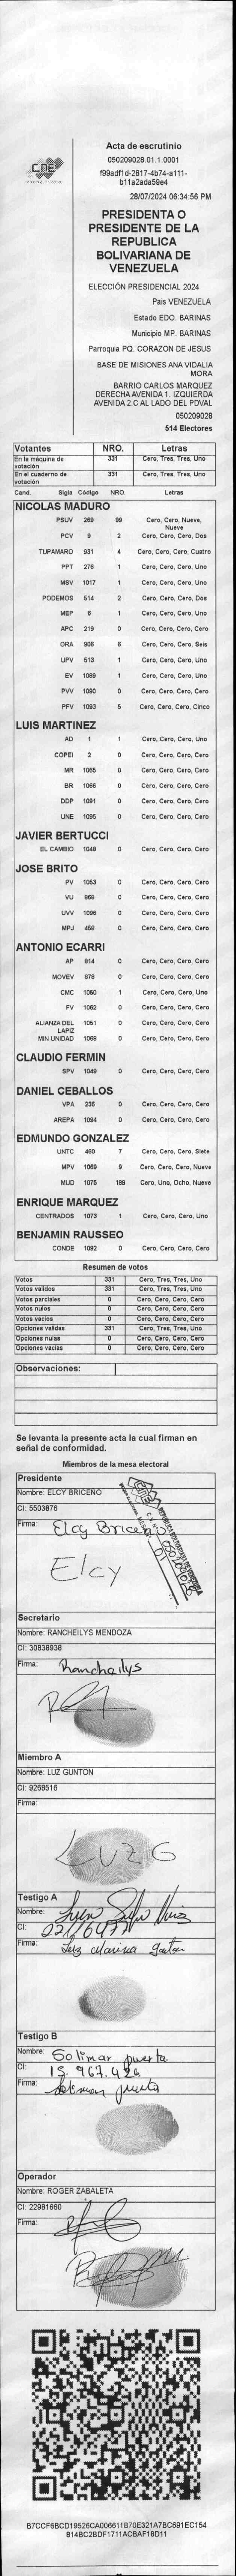 CNE
Acta de escrutinio
050209028.01.1.0001
f99adf1d-2817-4b74-a111-
b11a2ada59e4
28/07/2024 06:34:56 PM
PRESIDENTA O
PRESIDENTE DE LA
REPUBLICA
BOLIVARIANA DE
VENEZUELA
ELECCIÓN PRESIDENCIAL 2024
Pais VENEZUELA
Estado EDO. BARINAS
Municipio MP. BARINAS
Parroquia PQ. CORAZON DE JESUS
BASE DE MISIONES ANA VIDALIA
MORA
BARRIO CARLOS MARQUEZ
DERECHA AVENIDA 1. IZQUIERDA
AVENIDA 2.C AL LADO DEL PDVAL
050209028
514 Electores
Votantes NRO. Letras
En la máquina de votación 331 Cero, Tres, Tres, Uno
En el cuaderno de votación 331 Cero, Tres, Tres, Uno
Cand. Sigla Código NRO. Letras
NICOLAS MADURO
PSUV 269 99 Cero, Cero, Nueve, Nueve
PCV 9 2 Cero, Cero, Cero, Dos
TUPAMARO 931 4 Cero, Cero, Cero, Cuatro
PPT 276 1 Cero, Cero, Cero, Uno
MSV 1017 1 Cero, Cero, Cero, Uno
PODEMOS 514 2 Cero, Cero, Cero, Dos
MEP 6 1 Cero, Cero, Cero, Uno
APC 219 0 Cero, Cero, Cero, Cero
ORA 906 6 Cero, Cero, Cero, Seis
UPV 513 1 Cero, Cero, Cero, Uno
EV 1089 1 Cero, Cero, Cero, Uno
PVV 1090 0 Cero, Cero, Cero, Cero
PFV 1093 5 Cero, Cero, Cero, Cinco
LUIS MARTINEZ
AD 1 1 Cero, Cero, Cero, Uno
COPEI 2 0 Cero, Cero, Cero, Cero
MR 1065 0 Cero, Cero, Cero, Cero
BR 1066 0 Cero, Cero, Cero, Cero
DDP 1091 0 Cero, Cero, Cero, Cero
UNE 1095 0 Cero, Cero, Cero, Cero
JAVIER BERTUCCI
EL CAMBIO 1048 0 Cero, Cero, Cero, Cero
JOSE BRITO
PV 1053 0 Cero, Cero, Cero, Cero
VU 868 0 Cero, Cero, Cero, Cero
UVV 1096 0 Cero, Cero, Cero, Cero
MPJ 458 0 Cero, Cero, Cero, Cero
ANTONIO ECARRI
AP 814 0 Cero, Cero, Cero, Cero
MOVEV 878 0 Cero, Cero, Cero, Cero
CMC 1050 1 Cero, Cero, Cero, Uno
FV 1062 0 Cero, Cero, Cero, Cero
ALIANZA DEL LAPIZ 1051 0 Cero, Cero, Cero, Cero
MIN UNIDAD 1068 0 Cero, Cero, Cero, Cero
CLAUDIO FERMIN
SPV 1049 0 Cero, Cero, Cero, Cero
DANIEL CEBALLOS
VPA 236 0 Cero, Cero, Cero, Cero
AREPA 1094 0 Cero, Cero, Cero, Cero
EDMUNDO GONZALEZ
UNTC 460 7 Cero, Cero, Cero, Siete
MPV 1069 9 Cero, Cero, Cero, Nueve
MUD 1075 189 Cero, Uno, Ocho, Nueve
ENRIQUE MARQUEZ
CENTRADOS 1073 1 Cero, Cero, Cero, Uno
BENJAMIN RAUSSEO
CONDE 1092 0 Cero, Cero, Cero, Cero
Resumen de votos
Votos 331 Cero, Tres, Tres, Uno
Votos validos 331 Cero, Tres, Tres, Uno
Votos parciales 0 Cero, Cero, Cero, Cero
Votos nulos 0 Cero, Cero, Cero, Cero
Votos vacios 0 Cero, Cero, Cero, Cero
Opciones validas 331 Cero, Tres, Tres, Uno
Opciones nulas 0 Cero, Cero, Cero, Cero
Opciones vacias 0 Cero, Cero, Cero, Cero
Observaciones:
Se levanta la presente acta la cual firman en
señal de conformidad.
Miembros de la mesa electoral
Presidente
Nombre: ELCY BRICEÑO
CI: 5503876
Firma: Elcy Briceño
Elcy
Secretario
Nombre: RANCHEILYS MENDOZA
CI: 30838938
Firma: Rancheilys
Miembro A
Nombre: LUZ GUNTON
CI: 9268516
Firma:
LUZ G
Testigo A
Nombre:
CI:
Firma: Luz Marina
Testigo B
Nombre: Solimar puerta
CI: 15.967.426
Firma: Solimar puerta
Operador
Nombre: ROGER ZABALETA
CI: 22981660
Firma:
B7CCF6BCD19526CA006611B70E321A7BC691EC154
814BC2BDF1711ACBAF18D11